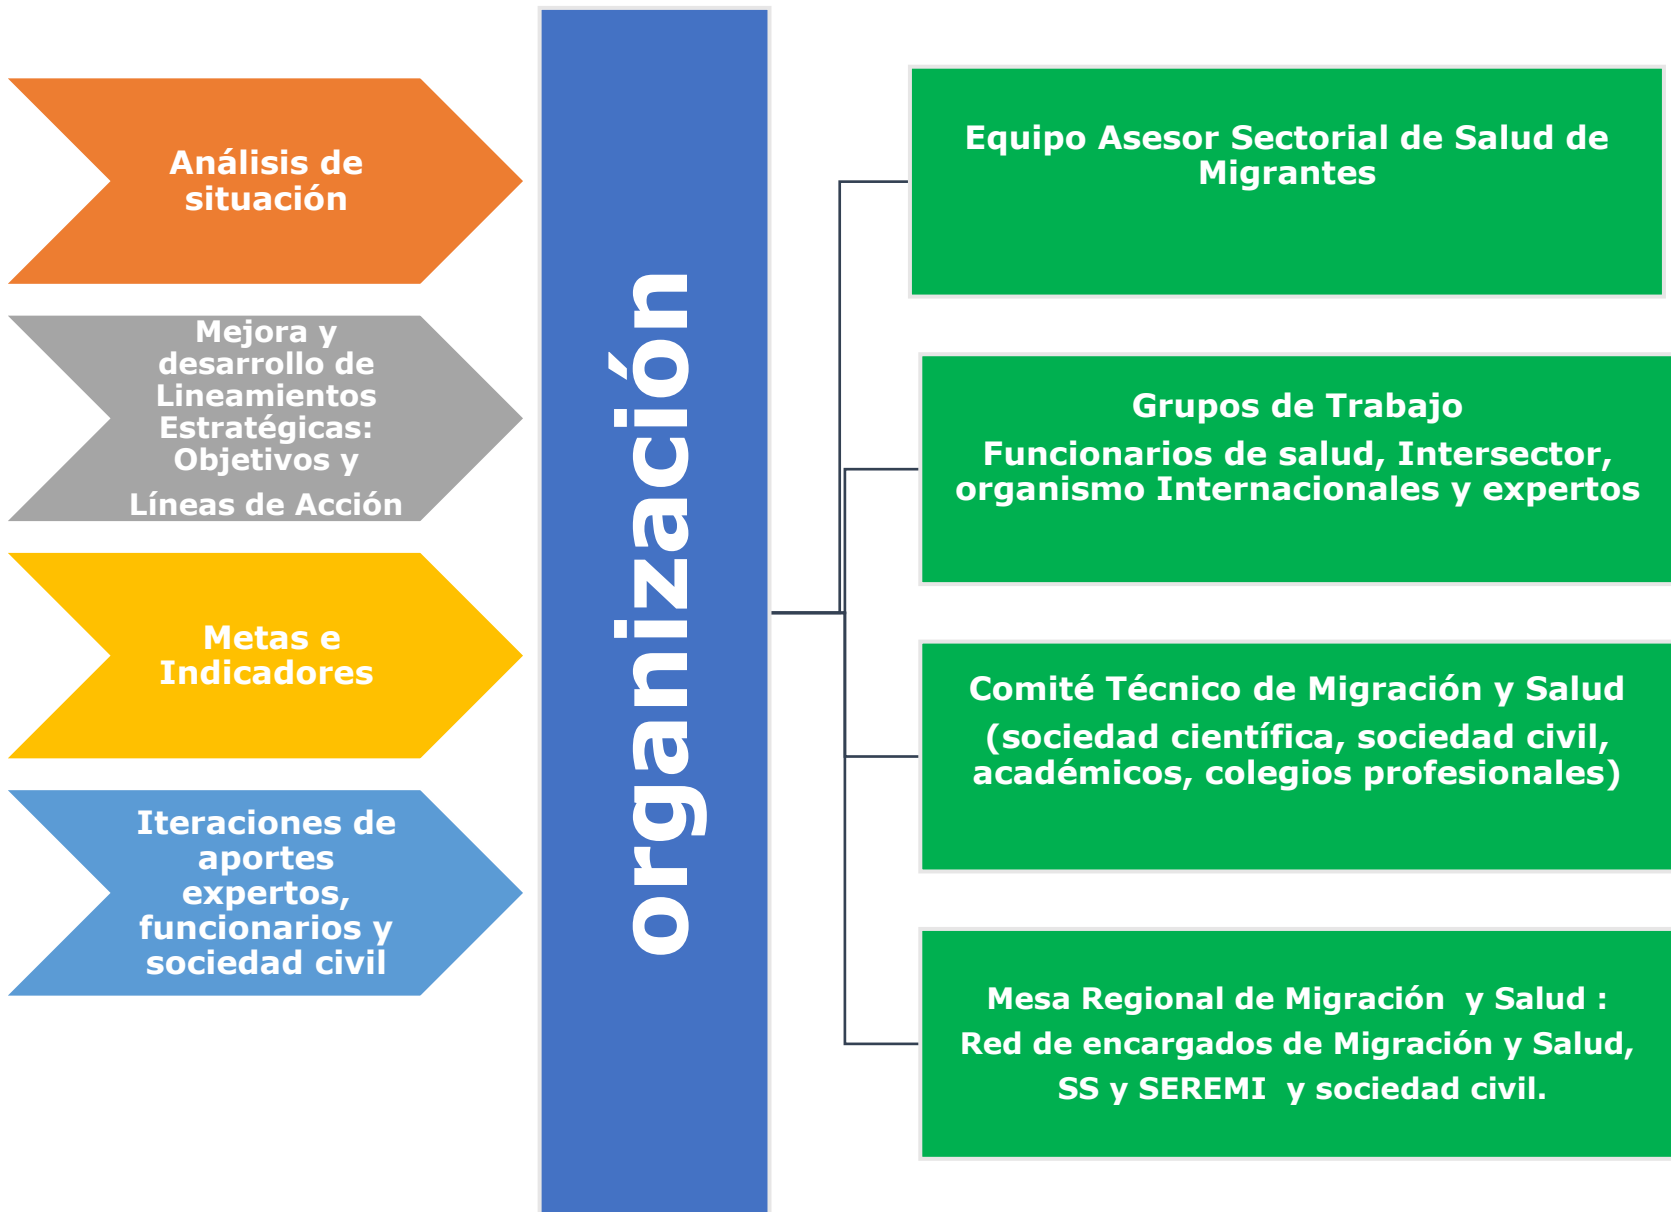 Análisis de
situación
Mejora y
desarrollo de
Lineamientos
Estratégicas:
Objetivos y
Líneas de Acción
Metas e
Indicadores
Iteraciones de
aportes
expertos,
funcionarios y
sociedad civil
organización
Equipo Asesor Sectorial de Salud de
Migrantes
Grupos de Trabajo
Funcionarios de salud, Intersector,
organismo Internacionales y expertos
Comité Técnico de Migración y Salud
(sociedad científica, sociedad civil,
académicos, colegios profesionales)
Mesa Regional de Migración y Salud :
Red de encargados de Migración y Salud,
SS y SEREMI y sociedad civil.